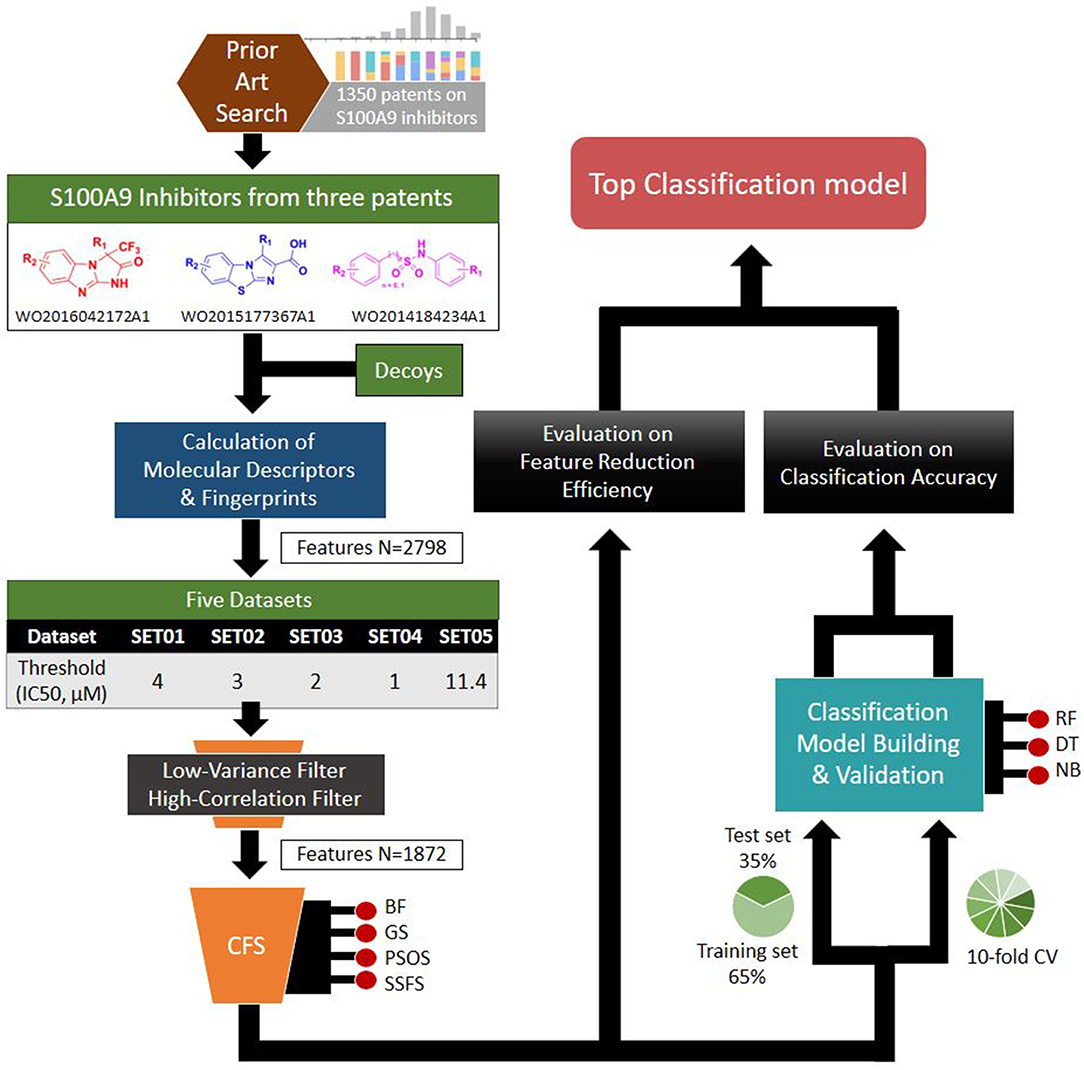 Prior
Art
Search
1350 patents on
S100A9 inhibitors
S100A9 Inhibitors from three patents
R1
CF3
R2
N
O
N
NH
WO2016042172A1
R1
OH
R2
N
O
S
N
WO2015177367A1
H
N
R2
S
O O
R1
n = 0, 1
WO2014184234A1
Decoys
Calculation of
Molecular Descriptors
& Fingerprints
Features N=2798
Five Datasets
Dataset SET01 SET02 SET03 SET04 SET05
Threshold
(IC50, µM) 4 3 2 1 11.4
Low-Variance Filter
High-Correlation Filter
Features N=1872
CFS
BF
GS
PSOS
SSFS
Top Classification model
Evaluation on
Feature Reduction
Efficiency
Evaluation on
Classification Accuracy
Classification
Model Building
& Validation
RF
DT
NB
Test set
35%
Training set
65%
10-fold CV